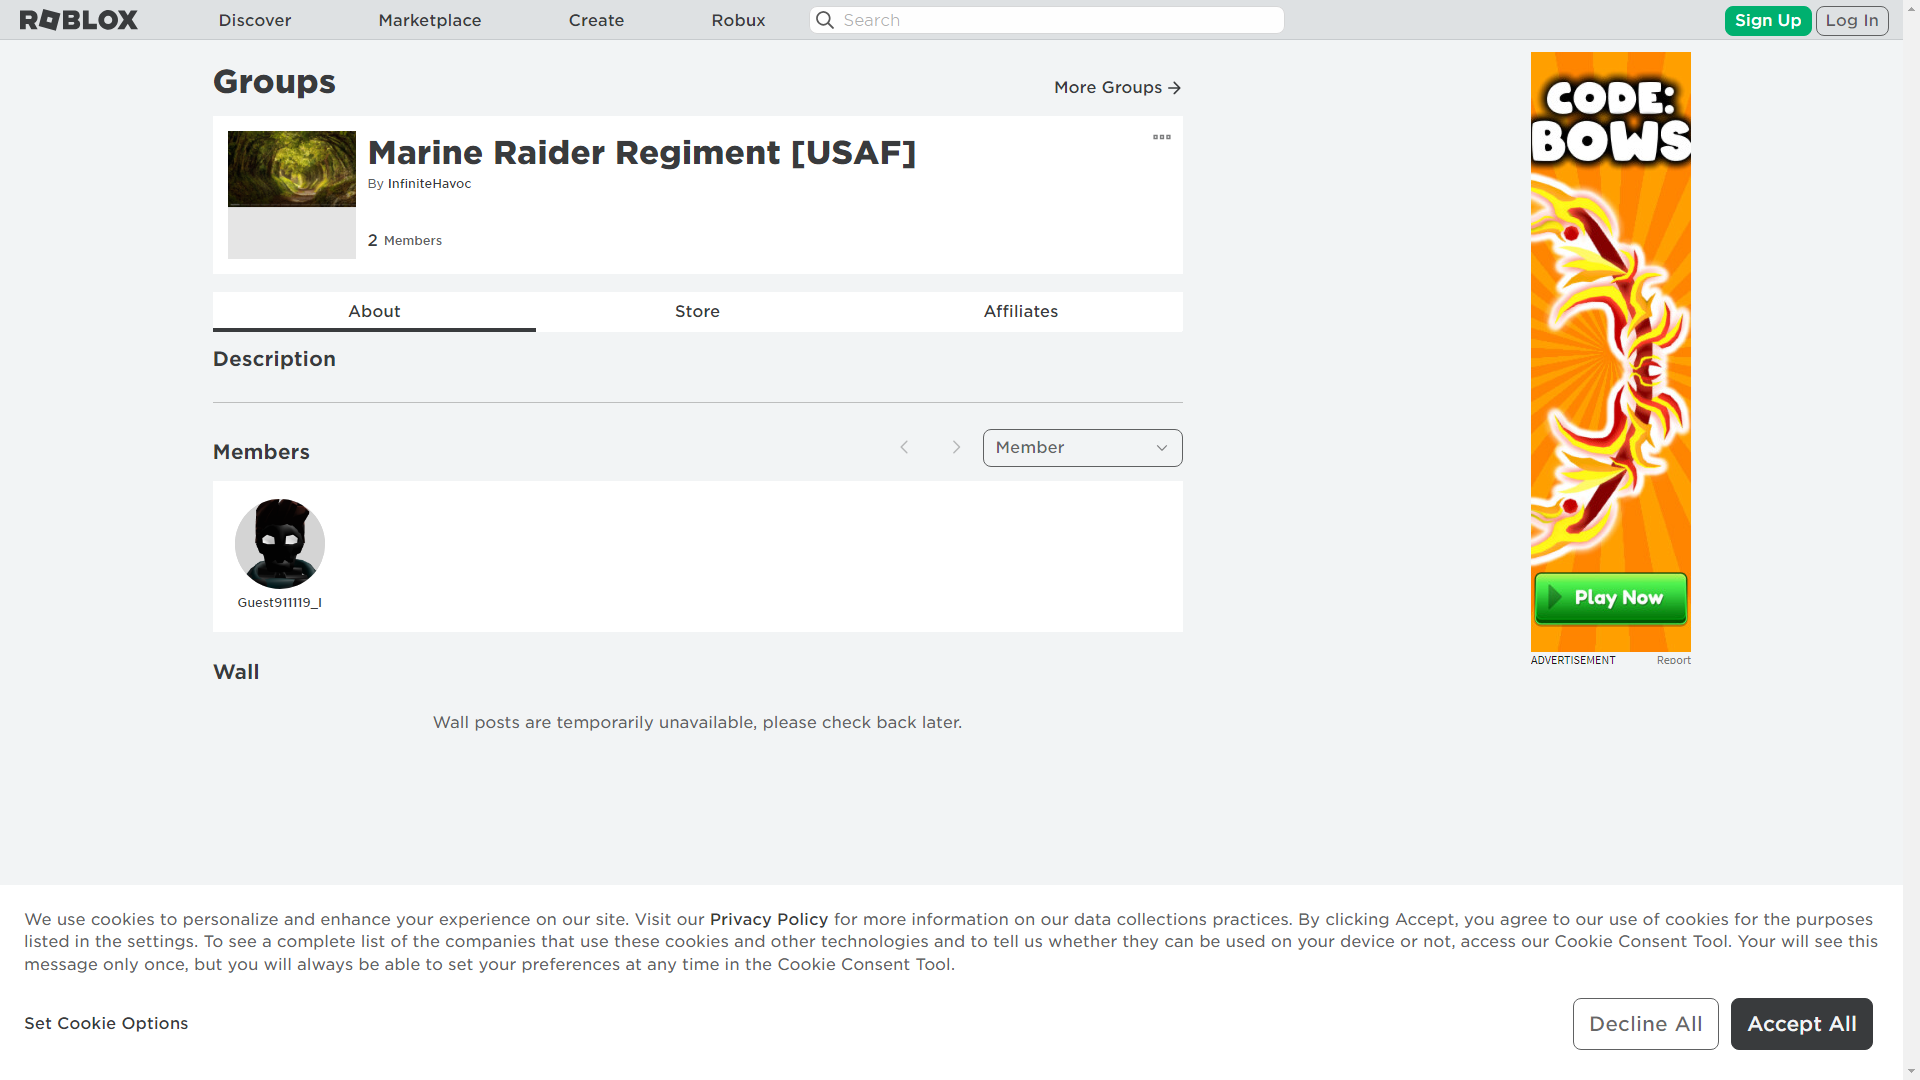 ROBLOX
Discover
Marketplace
Create
Robux
Search
Sign Up
Log In
Groups
More Groups
Marine Raider Regiment [USAF]
By InfiniteHavoc
2 Members
About
Store
Affiliates
Description
Members
Member
Guest911119_I
Wall
Wall posts are temporarily unavailable, please check back later.
CODE:
BOWS
Play Now
ADVERTISEMENT
Report
We use cookies to personalize and enhance your experience on our site. Visit our Privacy Policy for more information on our data collections practices. By clicking Accept, you agree to our use of cookies for the purposes
listed in the settings. To see a complete list of the companies that use these cookies and other technologies and to tell us whether they can be used on your device or not, access our Cookie Consent Tool. Your will see this
message only once, but you will always be able to set your preferences at any time in the Cookie Consent Tool.
Set Cookie Options
Decline All
Accept All